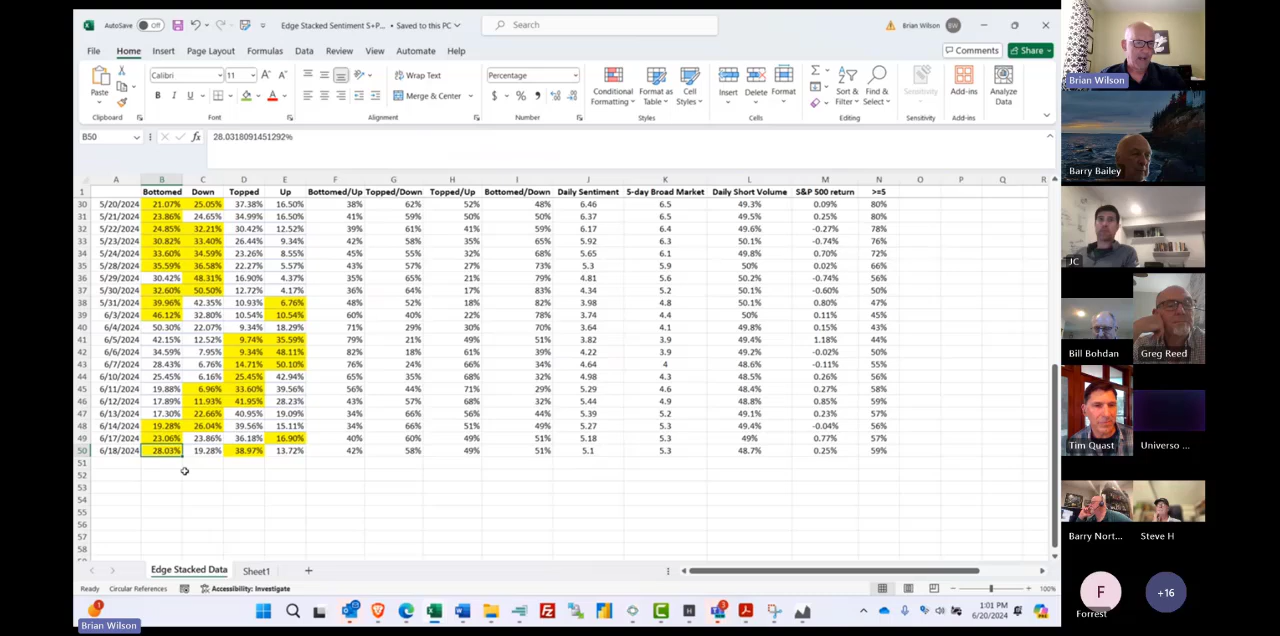 AutoSave Off Edge Stacked Sentiment S+P... • Saved to this PC Search Brian Wilson BW
File Home Insert Page Layout Formulas Data Review View Automate Help Comments Share
Paste Calibri 11 A A Wrap Text Percentage Conditional Format as Cell Insert Delete Format Sort & Find & Sensitivity Add-ins Analyze
B I U A Merge & Center $ % Formatting Table Styles Filter Select Data
Clipboard Font Alignment Number Styles Cells Editing Sensitivity Add-ins
B50 fx 28.0318091451292%
A B C D E F G H I J K L M N O P Q R
1 Bottomed Down Topped Up Bottomed/Up Topped/Down Topped/Up Bottomed/Down Daily Sentiment 5-day Broad Market Daily Short Volume S&P 500 return >=5
30 5/20/2024 21.07% 25.05% 37.38% 16.50% 38% 62% 52% 48% 6.46 6.5 49.3% 0.09% 80%
31 5/21/2024 23.86% 24.65% 34.99% 16.50% 41% 59% 50% 50% 6.37 6.5 49.5% 0.25% 80%
32 5/22/2024 24.85% 32.21% 30.42% 12.52% 39% 61% 41% 59% 6.17 6.4 49.6% -0.27% 78%
33 5/23/2024 30.82% 33.40% 26.44% 9.34% 42% 58% 35% 65% 5.92 6.3 50.1% -0.74% 76%
34 5/24/2024 33.60% 34.59% 23.26% 8.55% 45% 55% 32% 68% 5.65 6.1 49.8% 0.70% 72%
35 5/28/2024 35.59% 36.58% 22.27% 5.57% 43% 57% 27% 73% 5.3 5.9 50% 0.02% 66%
36 5/29/2024 30.42% 48.31% 16.90% 4.37% 35% 65% 21% 79% 4.81 5.6 50.2% -0.74% 56%
37 5/30/2024 32.60% 50.50% 12.72% 4.17% 36% 64% 17% 83% 4.34 5.2 50.1% -0.60% 50%
38 5/31/2024 39.96% 42.35% 10.93% 6.76% 48% 52% 18% 82% 3.98 4.8 50.1% 0.80% 47%
39 6/3/2024 46.12% 32.80% 10.54% 10.54% 60% 40% 22% 78% 3.74 4.4 50% 0.11% 45%
40 6/4/2024 50.30% 22.07% 9.34% 18.29% 71% 29% 30% 70% 3.64 4.1 49.8% 0.15% 43%
41 6/5/2024 42.15% 12.52% 9.74% 35.59% 79% 21% 49% 51% 3.82 3.9 49.4% 1.18% 44%
42 6/6/2024 34.59% 7.95% 9.34% 48.11% 82% 18% 61% 39% 4.22 3.9 49.2% -0.02% 50%
43 6/7/2024 28.43% 6.76% 14.71% 50.10% 76% 24% 66% 34% 4.64 4 48.6% -0.11% 55%
44 6/10/2024 25.45% 6.16% 25.45% 42.94% 65% 35% 68% 32% 4.98 4.3 48.5% 0.26% 56%
45 6/11/2024 19.88% 6.96% 33.60% 39.56% 56% 44% 71% 29% 5.29 4.6 48.4% 0.27% 58%
46 6/12/2024 17.89% 11.93% 41.95% 28.23% 43% 57% 68% 32% 5.44 4.9 48.8% 0.85% 59%
47 6/13/2024 17.30% 22.66% 40.95% 19.09% 34% 66% 56% 44% 5.39 5.2 49.1% 0.23% 57%
48 6/14/2024 19.28% 26.04% 39.56% 15.11% 34% 66% 51% 49% 5.27 5.3 49.4% -0.04% 56%
49 6/17/2024 23.06% 23.86% 36.18% 16.90% 40% 60% 49% 51% 5.18 5.3 49% 0.77% 57%
50 6/18/2024 28.03% 19.28% 38.97% 13.72% 42% 58% 49% 51% 5.1 5.3 48.7% 0.25% 59%
51
52
53
54
55
56
57
58
Edge Stacked Data Sheet1
Ready Circular References Accessibility: Investigate 100%
1:01 PM
6/20/2024
Brian Wilson
Brian Wilson
Barry Bailey
JC
Bill Bohdan
Greg Reed
Tim Quast
Universo ...
Barry Nort...
Steve H
F
Forrest
+16